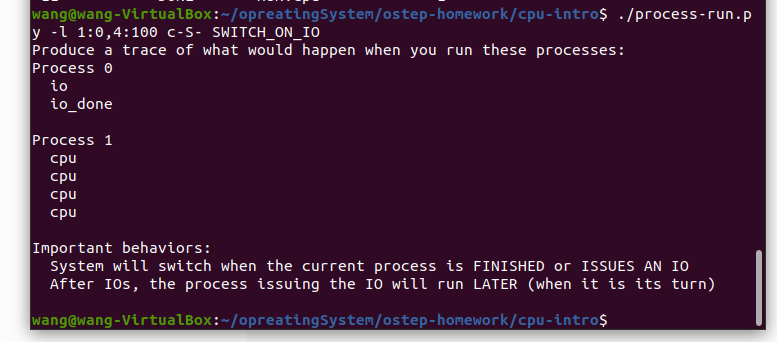 wang@wang-VirtualBox:~/opreatingSystem/ostep-homework/cpu-intro$ ./process-run.p
y -l 1:0,4:100 c-S- SWITCH_ON_IO
Produce a trace of what would happen when you run these processes:
Process 0
  io
  io_done

Process 1
  cpu
  cpu
  cpu
  cpu

Important behaviors:
  System will switch when the current process is FINISHED or ISSUES AN IO
  After IOs, the process issuing the IO will run LATER (when it is its turn)

wang@wang-VirtualBox:~/opreatingSystem/ostep-homework/cpu-intro$